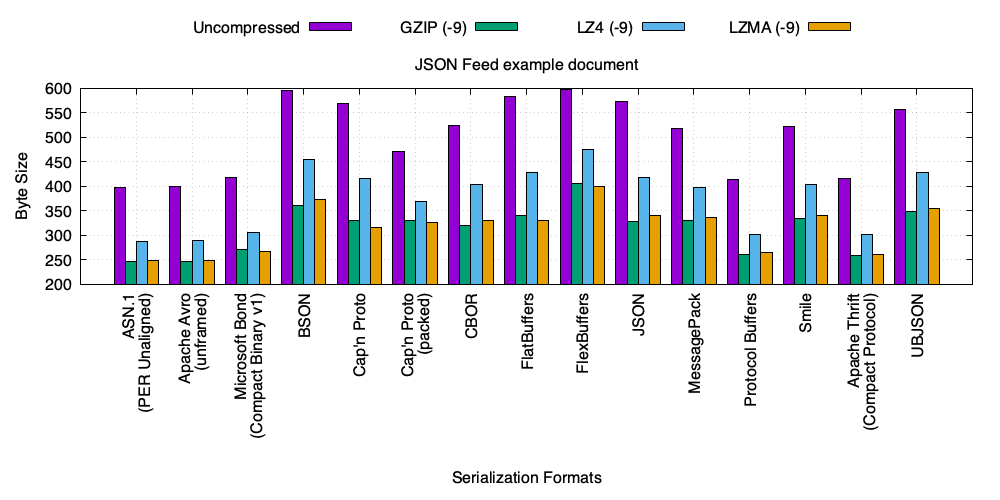 Uncompressed GZIP (-9) LZ4 (-9) LZMA (-9)
JSON Feed example document
600
550
500
450
400
350
300
250
200
Byte Size
ASN.1
(PER Unaligned)
Apache Avro
(unframed)
Microsoft Bond
(Compact Binary v1)
BSON
Cap'n Proto
Cap'n Proto
(packed)
CBOR
FlatBuffers
FlexBuffers
JSON
MessagePack
Protocol Buffers
Smile
Apache Thrift
(Compact Protocol)
UBJSON
Serialization Formats